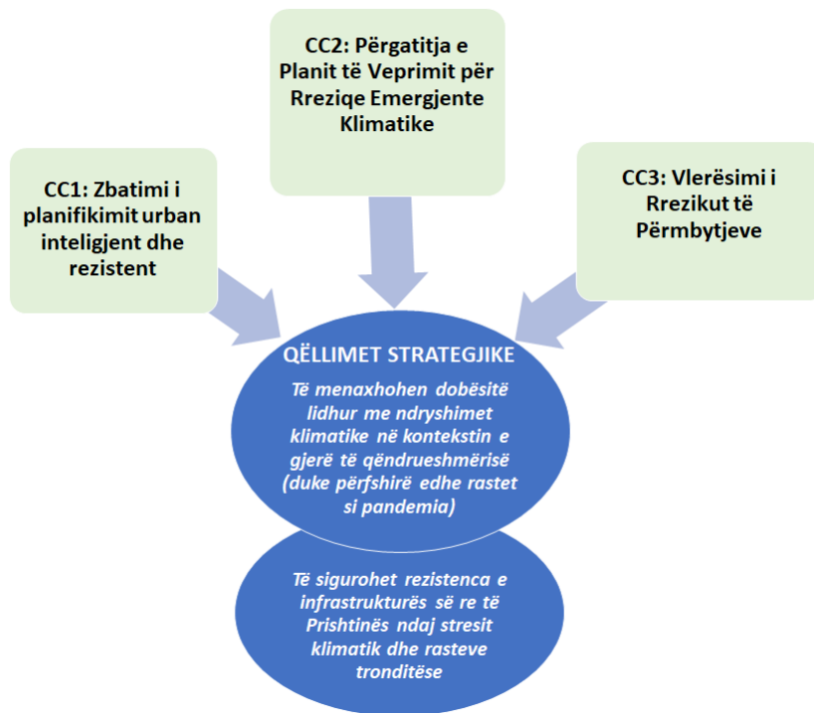 CC2: Përgatitja e
Planit të Veprimit për
Rreziqe Emergjente
Klimatike
CC1: Zbatimi i
planifikimit urban
inteligjent dhe
rezistent
CC3: Vlerësimi i
Rrezikut të
Përmbytjeve
QËLLIMET STRATEGJIKE
Të menaxhohen dobësitë
lidhur me ndryshimet
klimatike në kontekstin e
gjerë të qëndrueshmërisë
(duke përfshirë edhe rastet
si pandemia)
Të sigurohet rezistenca e
infrastrukturës së re të
Prishtinës ndaj stresit
klimatik dhe rasteve
tronditëse